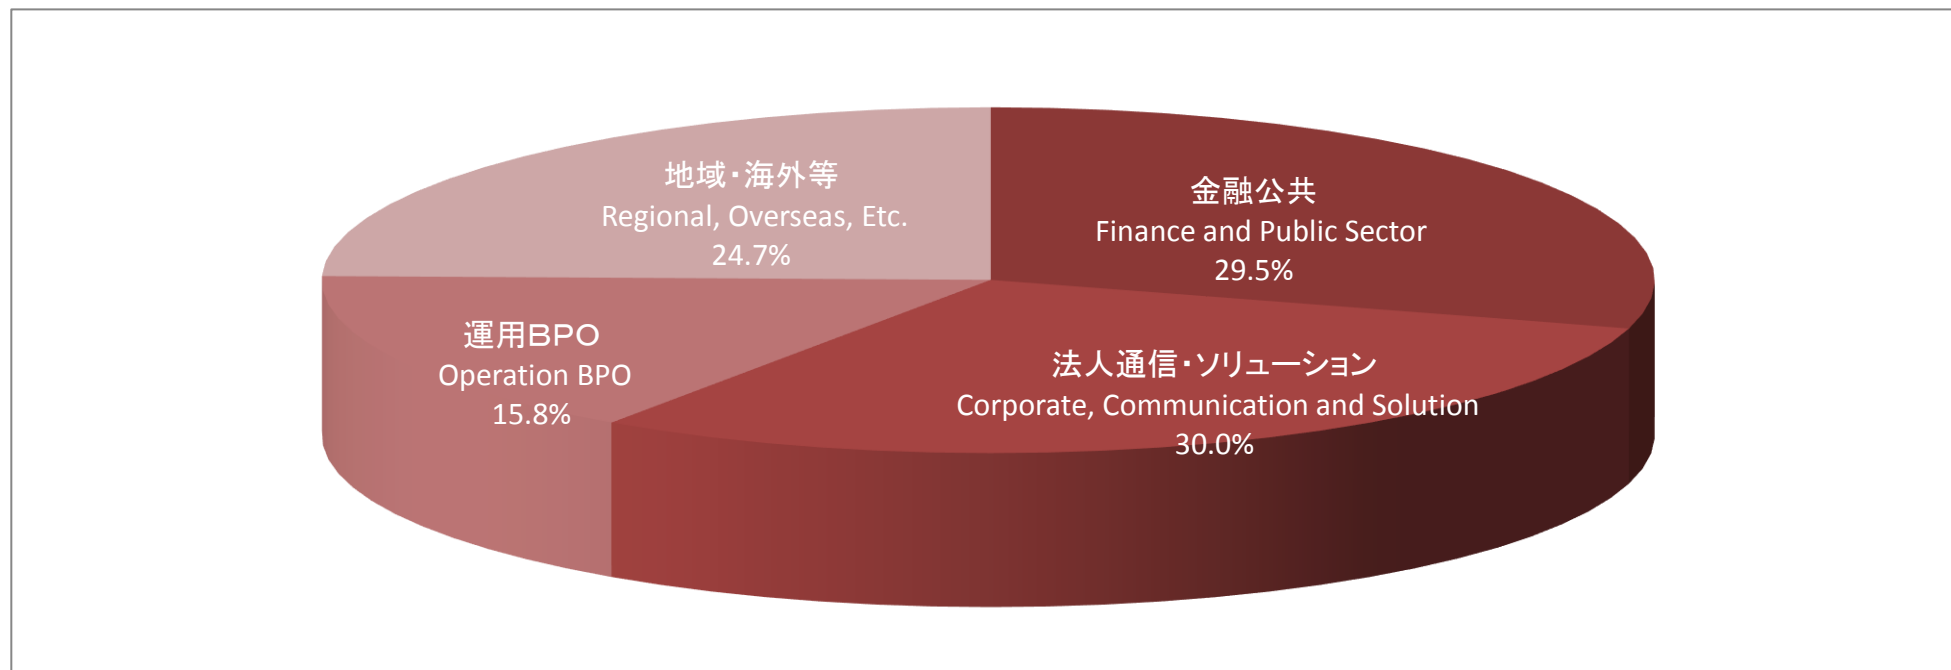 地域・海外等
Regional, Overseas, Etc.
24.7%
金融公共
Finance and Public Sector
29.5%
運用ＢＰＯ
Operation BPO
15.8%
法人通信・ソリューション
Corporate, Communication and Solution
30.0%